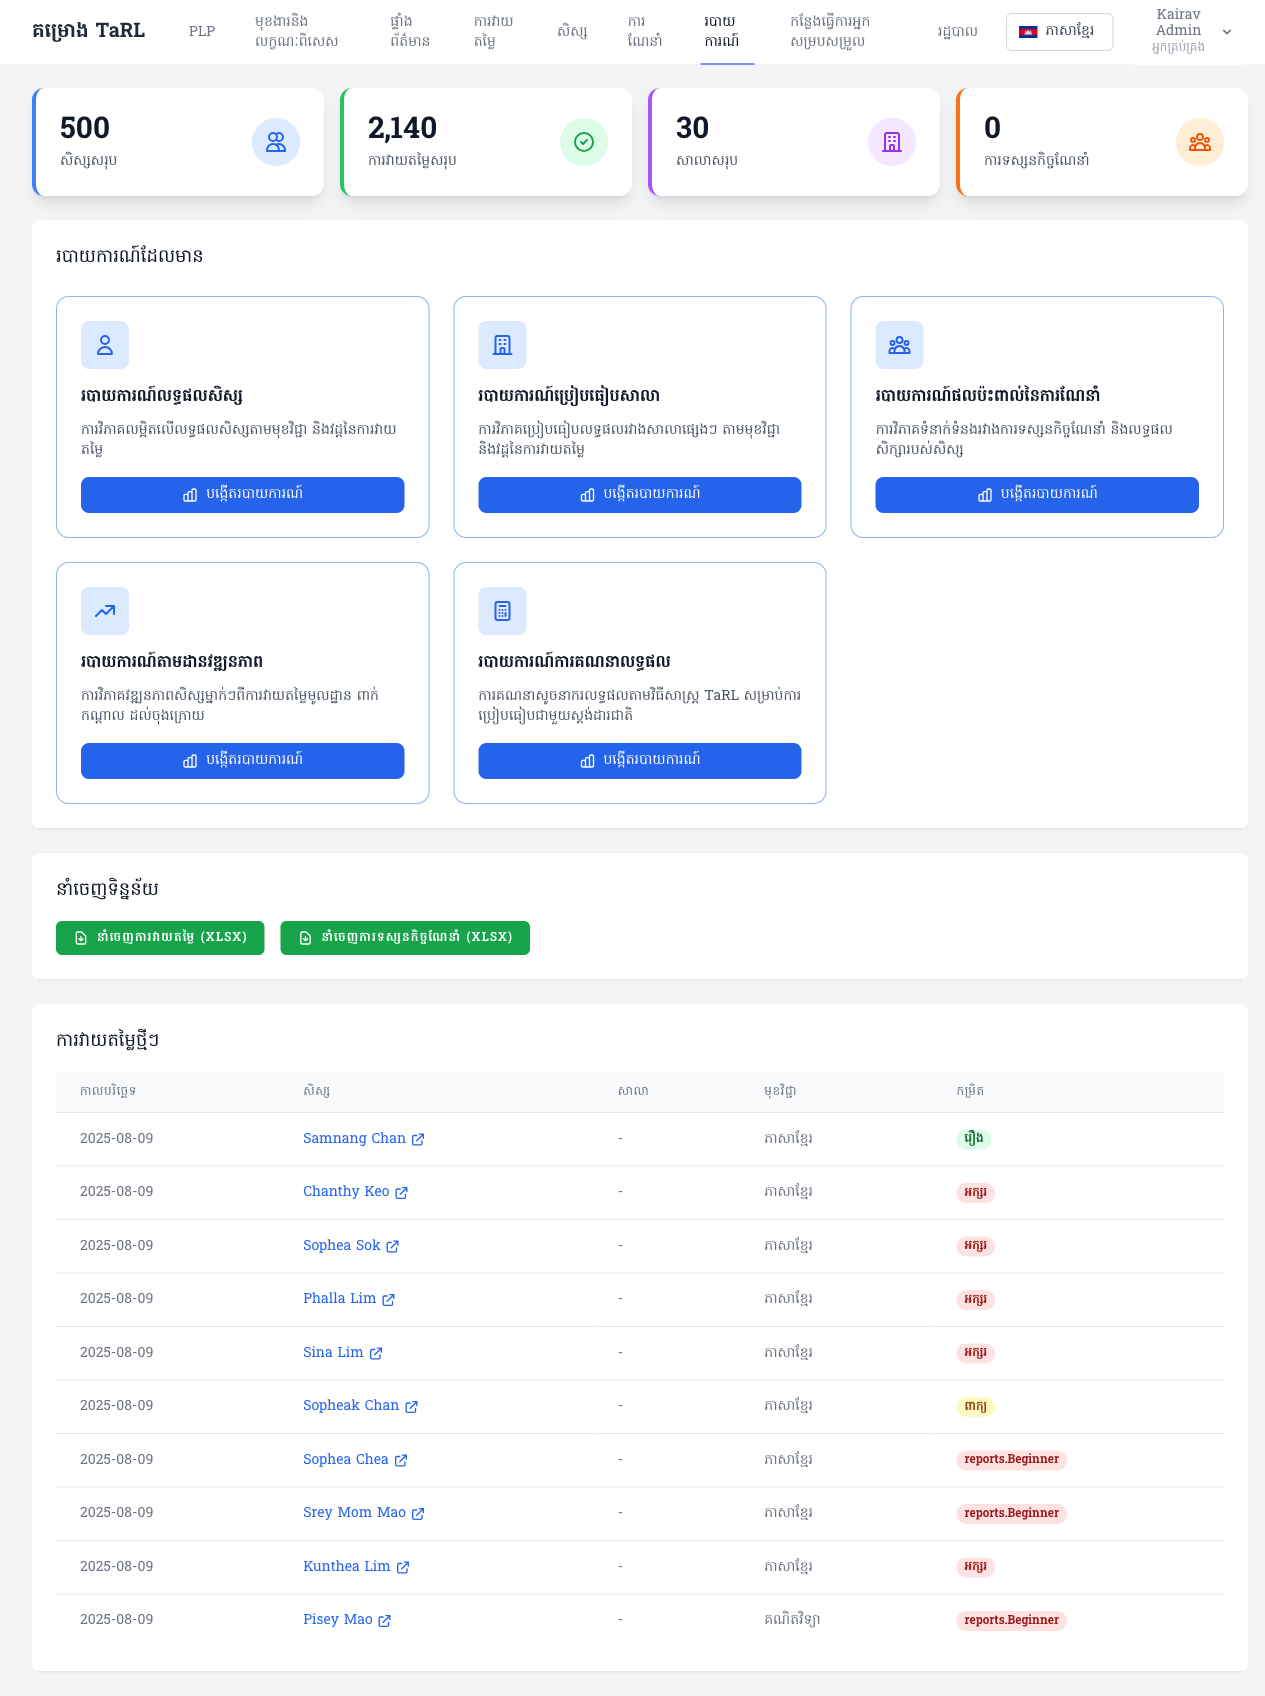 គម្រោង TaRL
PLP
មុខងារនិង
លក្ខណៈពិសេស
ផ្ទាំង
ព័ត៌មាន
ការវាយ
តម្លៃ
សិស្ស
ការ
ណែនាំ
របាយ
ការណ៍
កន្លែងធ្វើការអ្នក
សម្របសម្រួល
រដ្ឋបាល
ភាសាខ្មែរ
Kairav
Admin
អ្នកគ្រប់គ្រង
500
សិស្សសរុប
2,140
ការវាយតម្លៃសរុប
30
សាលាសរុប
0
ការទស្សនកិច្ចណែនាំ
របាយការណ៍ដែលមាន
របាយការណ៍លទ្ធផលសិស្ស
ការវិភាគលម្អិតលើលទ្ធផលសិស្សតាមមុខវិជ្ជា និងវដ្តនៃការវាយ
តម្លៃ
បង្កើតរបាយការណ៍
របាយការណ៍ប្រៀបធៀបសាលា
ការវិភាគប្រៀបធៀបលទ្ធផលរវាងសាលាផ្សេងៗ តាមមុខវិជ្ជា
និងវដ្តនៃការវាយតម្លៃ
បង្កើតរបាយការណ៍
របាយការណ៍ផលប៉ះពាល់នៃការណែនាំ
ការវិភាគទំនាក់ទំនងរវាងការទស្សនកិច្ចណែនាំ និងលទ្ធផល
សិក្សារបស់សិស្ស
បង្កើតរបាយការណ៍
របាយការណ៍តាមដានវឌ្ឍនភាព
ការវិភាគវឌ្ឍនភាពសិស្សម្នាក់ៗពីការវាយតម្លៃមូលដ្ឋាន ពាក់
កណ្តាល ដល់ចុងក្រោយ
បង្កើតរបាយការណ៍
របាយការណ៍ការគណនាលទ្ធផល
ការគណនាសូចនាករលទ្ធផលតាមវិធីសាស្ត្រ TaRL សម្រាប់ការ
ប្រៀបធៀបជាមួយស្តង់ដារជាតិ
បង្កើតរបាយការណ៍
នាំចេញទិន្នន័យ
នាំចេញការវាយតម្លៃ (XLSX)
នាំចេញការទស្សនកិច្ចណែនាំ (XLSX)
ការវាយតម្លៃថ្មីៗ
កាលបរិច្ឆេទ សិស្ស សាលា មុខវិជ្ជា កម្រិត
2025-08-09 Samnang Chan - ភាសាខ្មែរ រឿង
2025-08-09 Chanthy Keo - ភាសាខ្មែរ អក្សរ
2025-08-09 Sophea Sok - ភាសាខ្មែរ អក្សរ
2025-08-09 Phalla Lim - ភាសាខ្មែរ អក្សរ
2025-08-09 Sina Lim - ភាសាខ្មែរ អក្សរ
2025-08-09 Sopheak Chan - ភាសាខ្មែរ ពាក្យ
2025-08-09 Sophea Chea - ភាសាខ្មែរ reports.Beginner
2025-08-09 Srey Mom Mao - ភាសាខ្មែរ reports.Beginner
2025-08-09 Kunthea Lim - ភាសាខ្មែរ អក្សរ
2025-08-09 Pisey Mao - គណិតវិទ្យា reports.Beginner